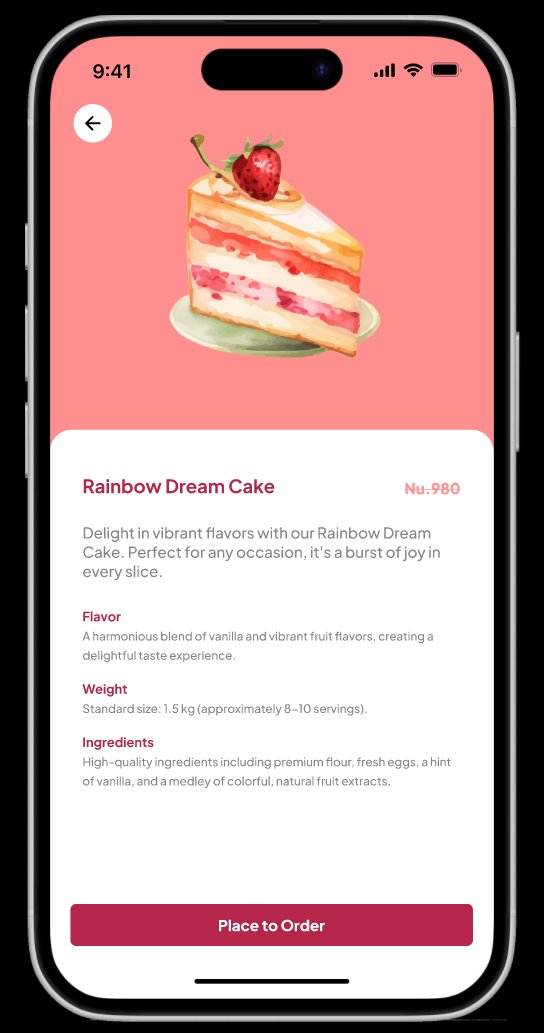 9:41
Rainbow Dream Cake
Nu.980
Delight in vibrant flavors with our Rainbow Dream
Cake. Perfect for any occasion, it's a burst of joy in
every slice.
Flavor
A harmonious blend of vanilla and vibrant fruit flavors, creating a
delightful taste experience.
Weight
Standard size: 1.5 kg (approximately 8–10 servings).
Ingredients
High-quality ingredients including premium flour, fresh eggs, a hint
of vanilla, and a medley of colorful, natural fruit extracts.
Place to Order